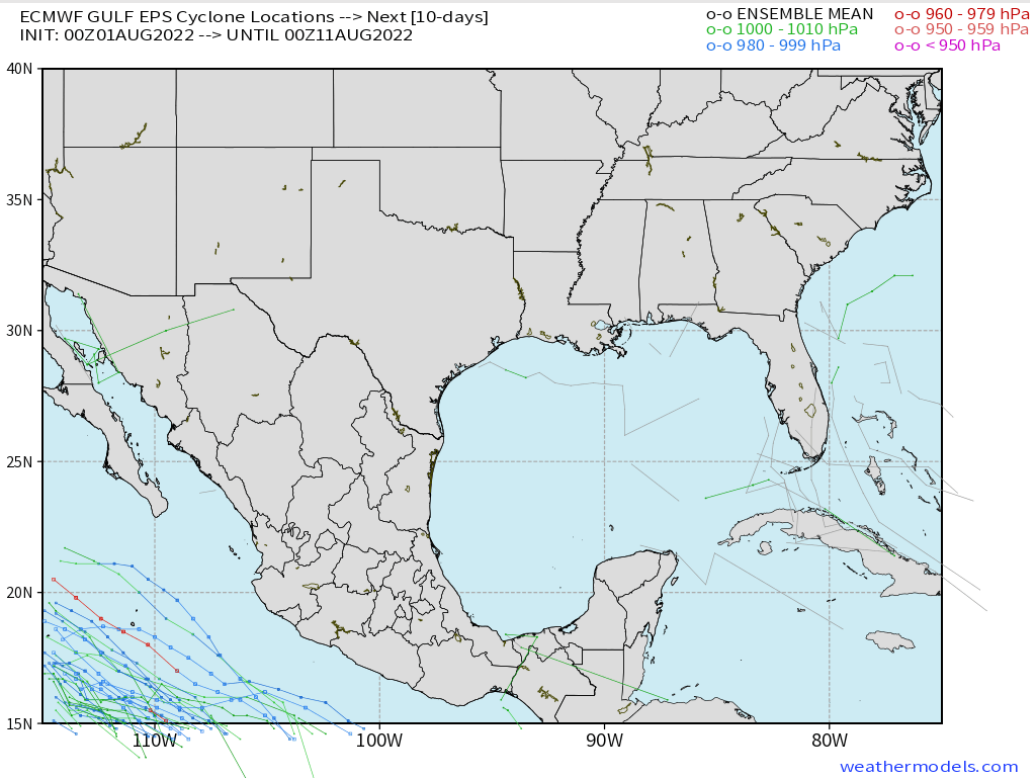 ECMWF GULF EPS Cyclone Locations --> Next [10-days]
INIT: 00Z01AUG2022 --> UNTIL 00Z11AUG2022
o-o ENSEMBLE MEAN
o-o 1000 - 1010 hPa
o-o 980 - 999 hPa
o-o 960 - 979 hPa
o-o 950 - 959 hPa
o-o < 950 hPa
40N
35N
30N
25N
20N
15N
110W 100W 90W 80W
weathermodels.com